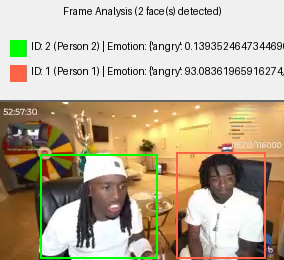 Frame Analysis (2 face(s) detected)
ID: 2 (Person 2) | Emotion: {'angry': 0.13935246473446
ID: 1 (Person 1) | Emotion: {'angry': 93.08361965916274,
52:57:30